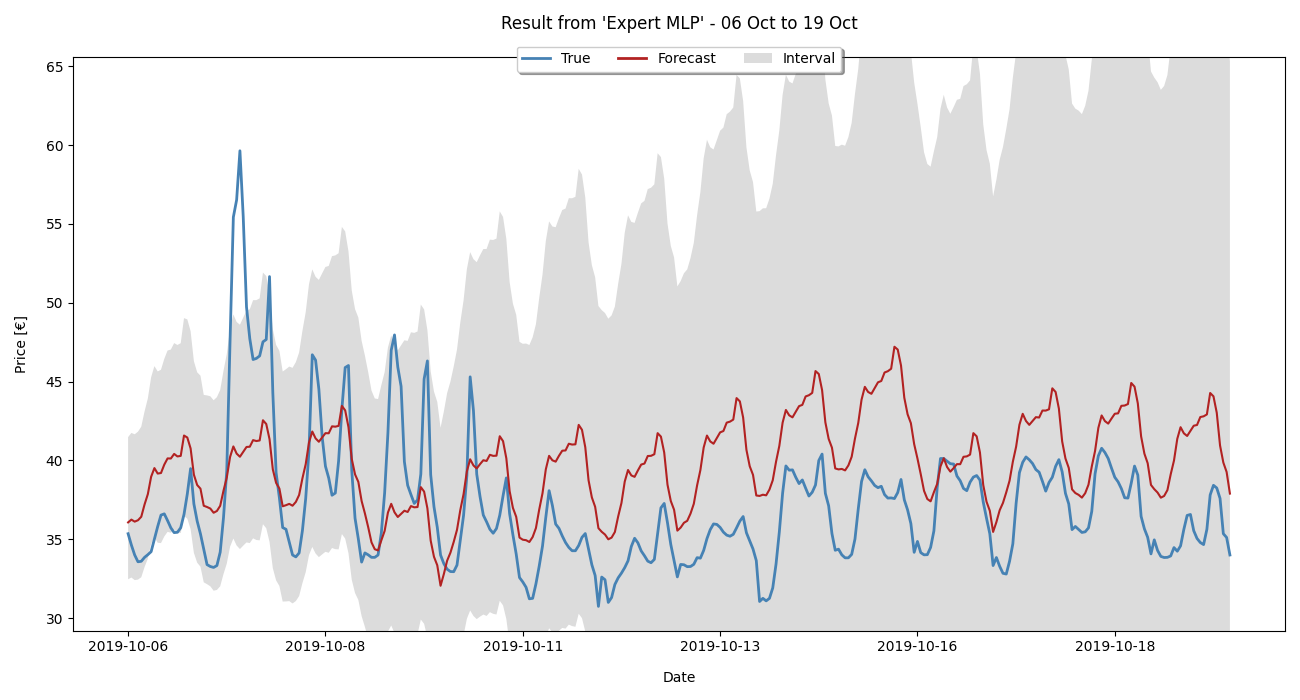 Result from 'Expert MLP' - 06 Oct to 19 Oct
True Forecast Interval
65
60
55
50
45
40
35
30
Price [€]
2019-10-06 2019-10-08 2019-10-11 2019-10-13 2019-10-16 2019-10-18
Date